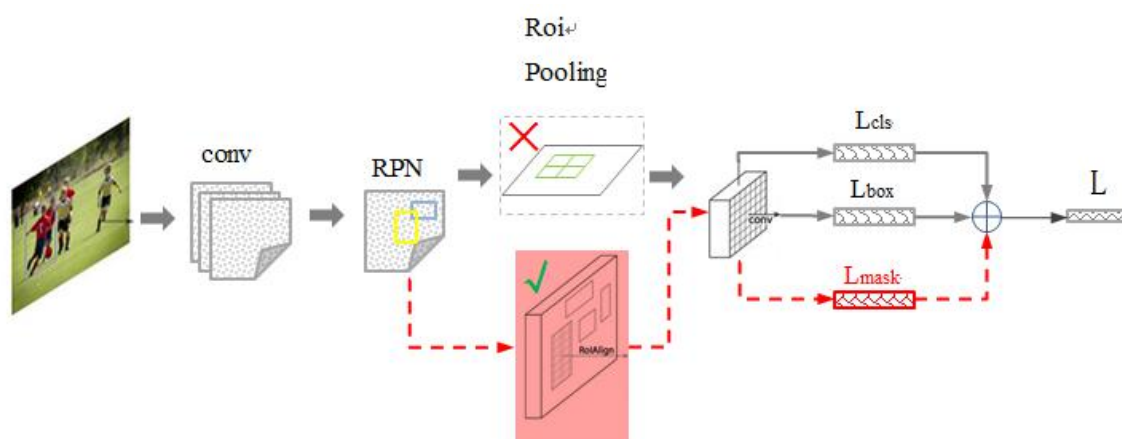 Roi
Pooling
conv
RPN
Lcls
Lbox
L
conv
Lmask
RoIAlign